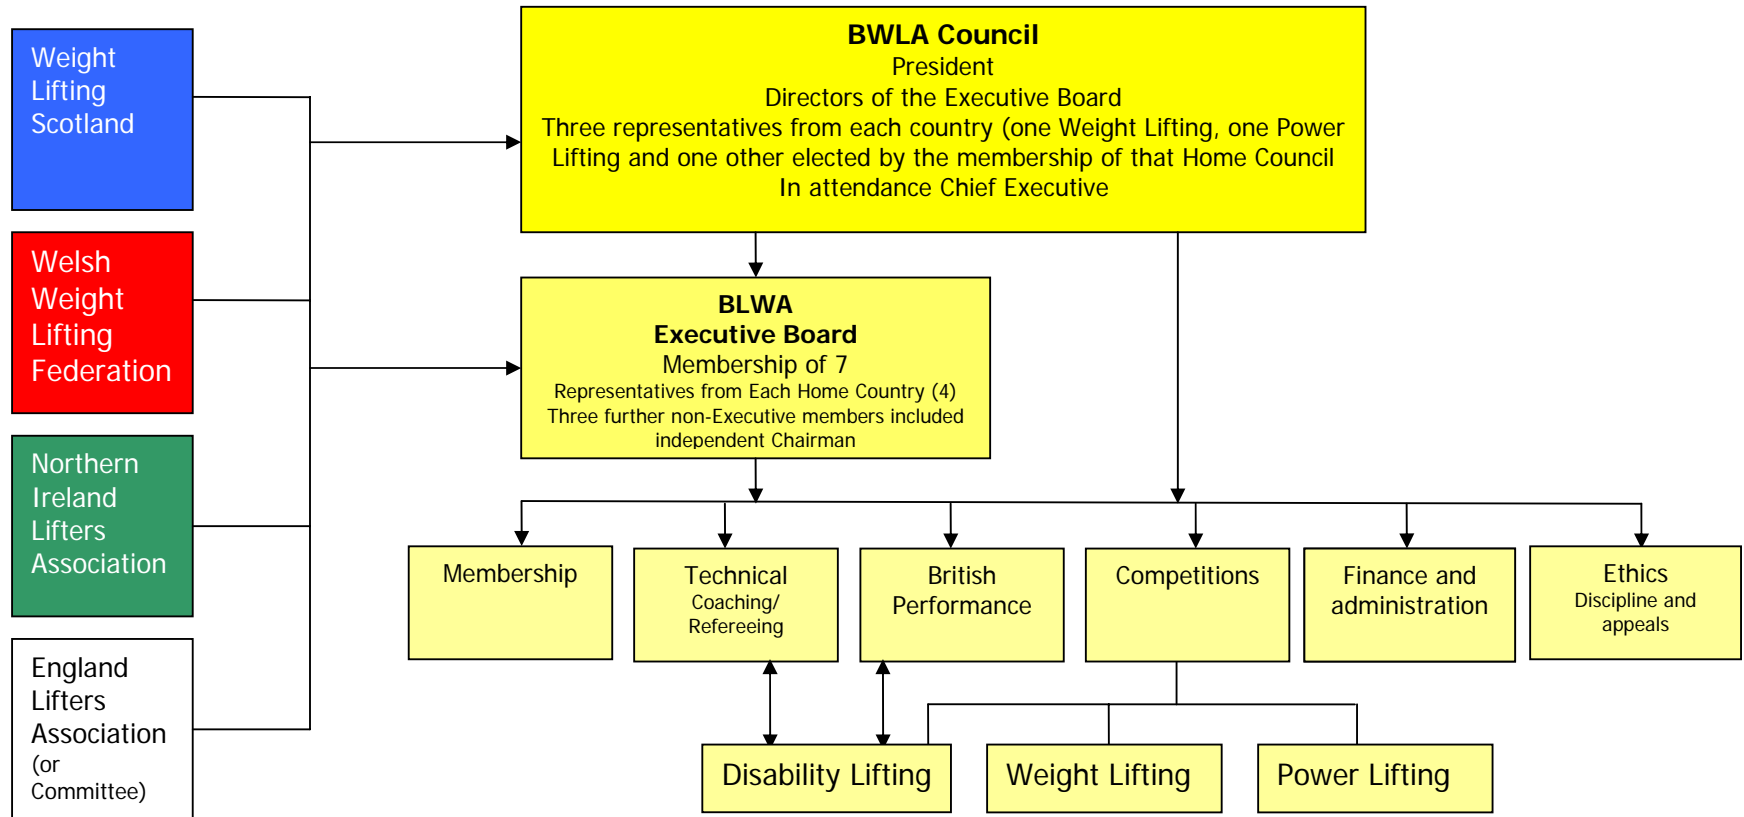 Weight
Lifting
Scotland
Welsh
Weight
Lifting
Federation
Northern
Ireland
Lifters
Association
England
Lifters
Association
(or
Committee)
BWLA Council
President
Directors of the Executive Board
Three representatives from each country (one Weight Lifting, one Power
Lifting and one other elected by the membership of that Home Council
In attendance Chief Executive
BLWA
Executive Board
Membership of 7
Representatives from Each Home Country (4)
Three further non-Executive members included
independent Chairman
Membership
Technical
Coaching/
Refereeing
British
Performance
Competitions
Finance and
administration
Ethics
Discipline and
appeals
Disability Lifting
Weight Lifting
Power Lifting